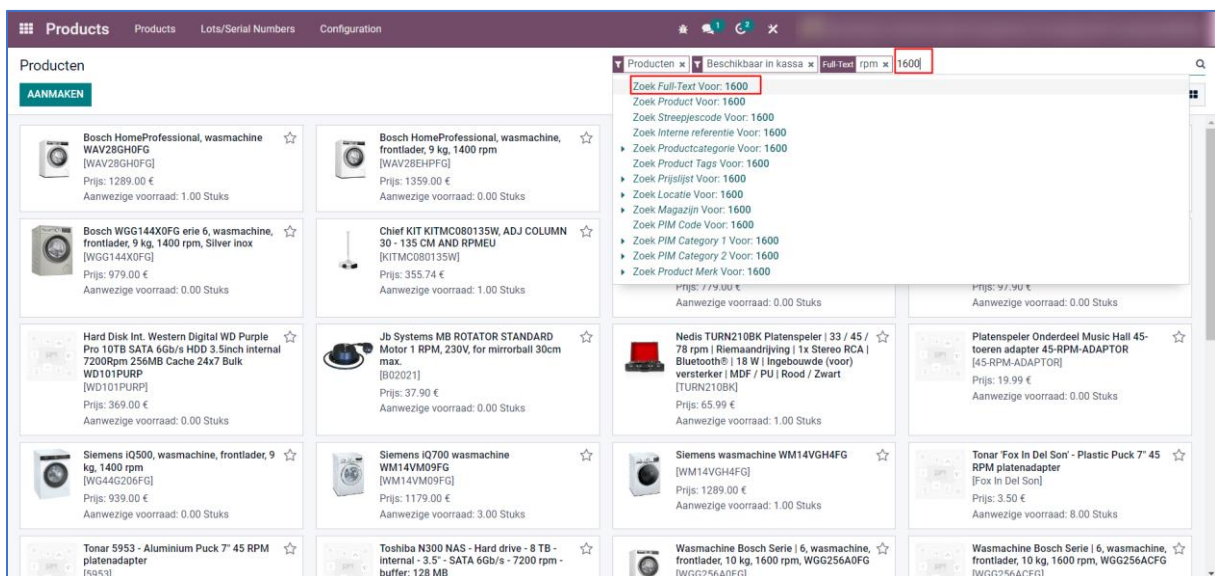 Products Products Lots/Serial Numbers Configuration 1 2
Producten
Producten × Beschikbaar in kassa × Full-Text rpm × 1600
AANMAKEN
Zoek Full-Text Voor: 1600
Zoek Product Voor: 1600
Zoek Streepjescode Voor: 1600
Zoek Interne referentie Voor: 1600
Zoek Productcategorie Voor: 1600
Zoek Product Tags Voor: 1600
Zoek Prijslijst Voor: 1600
Zoek Locatie Voor: 1600
Zoek Magazijn Voor: 1600
Zoek PIM Code Voor: 1600
Zoek PIM Category 1 Voor: 1600
Zoek PIM Category 2 Voor: 1600
Zoek Product Merk Voor: 1600
Bosch HomeProfessional, wasmachine
WAV28GH0FG
[WAV28GH0FG]
Prijs: 1289.00 €
Aanwezige voorraad: 1.00 Stuks
Bosch HomeProfessional, wasmachine,
frontlader, 9 kg, 1400 rpm
[WAV28EHPFG]
Prijs: 1359.00 €
Aanwezige voorraad: 0.00 Stuks
Bosch WGG144X0FG erie 6, wasmachine,
frontlader, 9 kg, 1400 rpm, Silver inox
[WGG144X0FG]
Prijs: 979.00 €
Aanwezige voorraad: 0.00 Stuks
Chief KIT KITMC080135W, ADJ COLUMN
30 - 135 CM AND RPMEU
[KITMC080135W]
Prijs: 355.74 €
Aanwezige voorraad: 1.00 Stuks
Prijs: 779.00 €
Aanwezige voorraad: 0.00 Stuks
Prijs: 97.90 €
Aanwezige voorraad: 0.00 Stuks
Hard Disk Int. Western Digital WD Purple
Pro 10TB SATA 6Gb/s HDD 3.5inch internal
7200Rpm 256MB Cache 24x7 Bulk
WD101PURP
[WD101PURP]
Prijs: 369.00 €
Aanwezige voorraad: 0.00 Stuks
Jb Systems MB ROTATOR STANDARD
Motor 1 RPM, 230V, for mirrorball 30cm
max.
[B02021]
Prijs: 37.90 €
Aanwezige voorraad: 0.00 Stuks
Nedis TURN210BK Platenspeler | 33 / 45 /
78 rpm | Riemaandrijving | 1x Stereo RCA |
Bluetooth® | 18 W | Ingebouwde (voor)
versterker | MDF / PU | Rood / Zwart
[TURN210BK]
Prijs: 65.99 €
Aanwezige voorraad: 1.00 Stuks
Platenspeler Onderdeel Music Hall 45-
toeren adapter 45-RPM-ADAPTOR
[45-RPM-ADAPTOR]
Prijs: 19.99 €
Aanwezige voorraad: 0.00 Stuks
Siemens iQ500, wasmachine, frontlader, 9
kg, 1400 rpm
[WG44G206FG]
Prijs: 939.00 €
Aanwezige voorraad: 0.00 Stuks
Siemens iQ700 wasmachine
WM14VM09FG
[WM14VM09FG]
Prijs: 1179.00 €
Aanwezige voorraad: 3.00 Stuks
Siemens wasmachine WM14VGH4FG
[WM14VGH4FG]
Prijs: 1289.00 €
Aanwezige voorraad: 1.00 Stuks
Tonar 'Fox In Del Son' - Plastic Puck 7" 45
RPM platenadapter
[Fox In Del Son]
Prijs: 3.50 €
Aanwezige voorraad: 8.00 Stuks
Tonar 5953 - Aluminium Puck 7" 45 RPM
platenadapter
[5953]
Toshiba N300 NAS - Hard drive - 8 TB -
internal - 3.5" - SATA 6Gb/s - 7200 rpm -
buffer: 128 MB
Wasmachine Bosch Serie | 6, wasmachine,
frontlader, 10 kg, 1600 rpm, WGG256A0FG
[WGG256A0FG]
Wasmachine Bosch Serie | 6, wasmachine,
frontlader, 10 kg, 1600 rpm, WGG256ACFG
[WGG256ACFG]